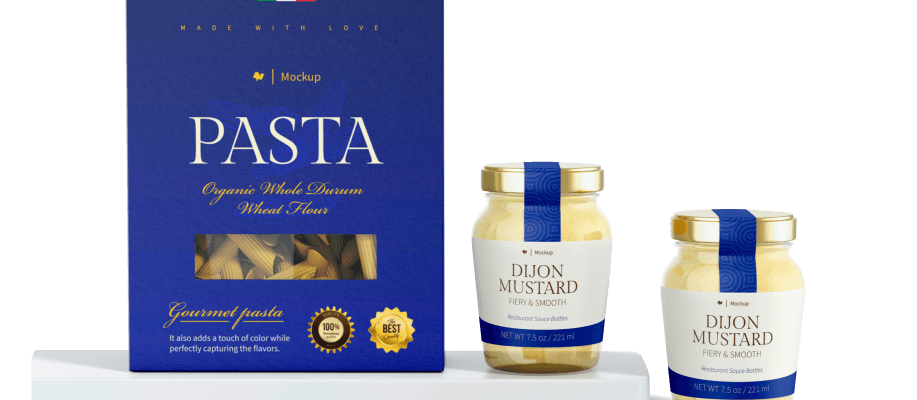 MADE WITH LOVE
Mockup
PASTA
Organic Whole Durum
Wheat Flour
Gourmet pasta
It also adds a touch of color while
perfectly capturing the flavors.
100%
The
BEST
Quality
Mockup
DIJON
MUSTARD
FIERY & SMOOTH
Restaurant Sauce Bottles
NET WT 7.5 oz / 221 ml
Mockup
DIJON
MUSTARD
FIERY & SMOOTH
Restaurant Sauce Bottles
NET WT 7.5 oz / 221 ml